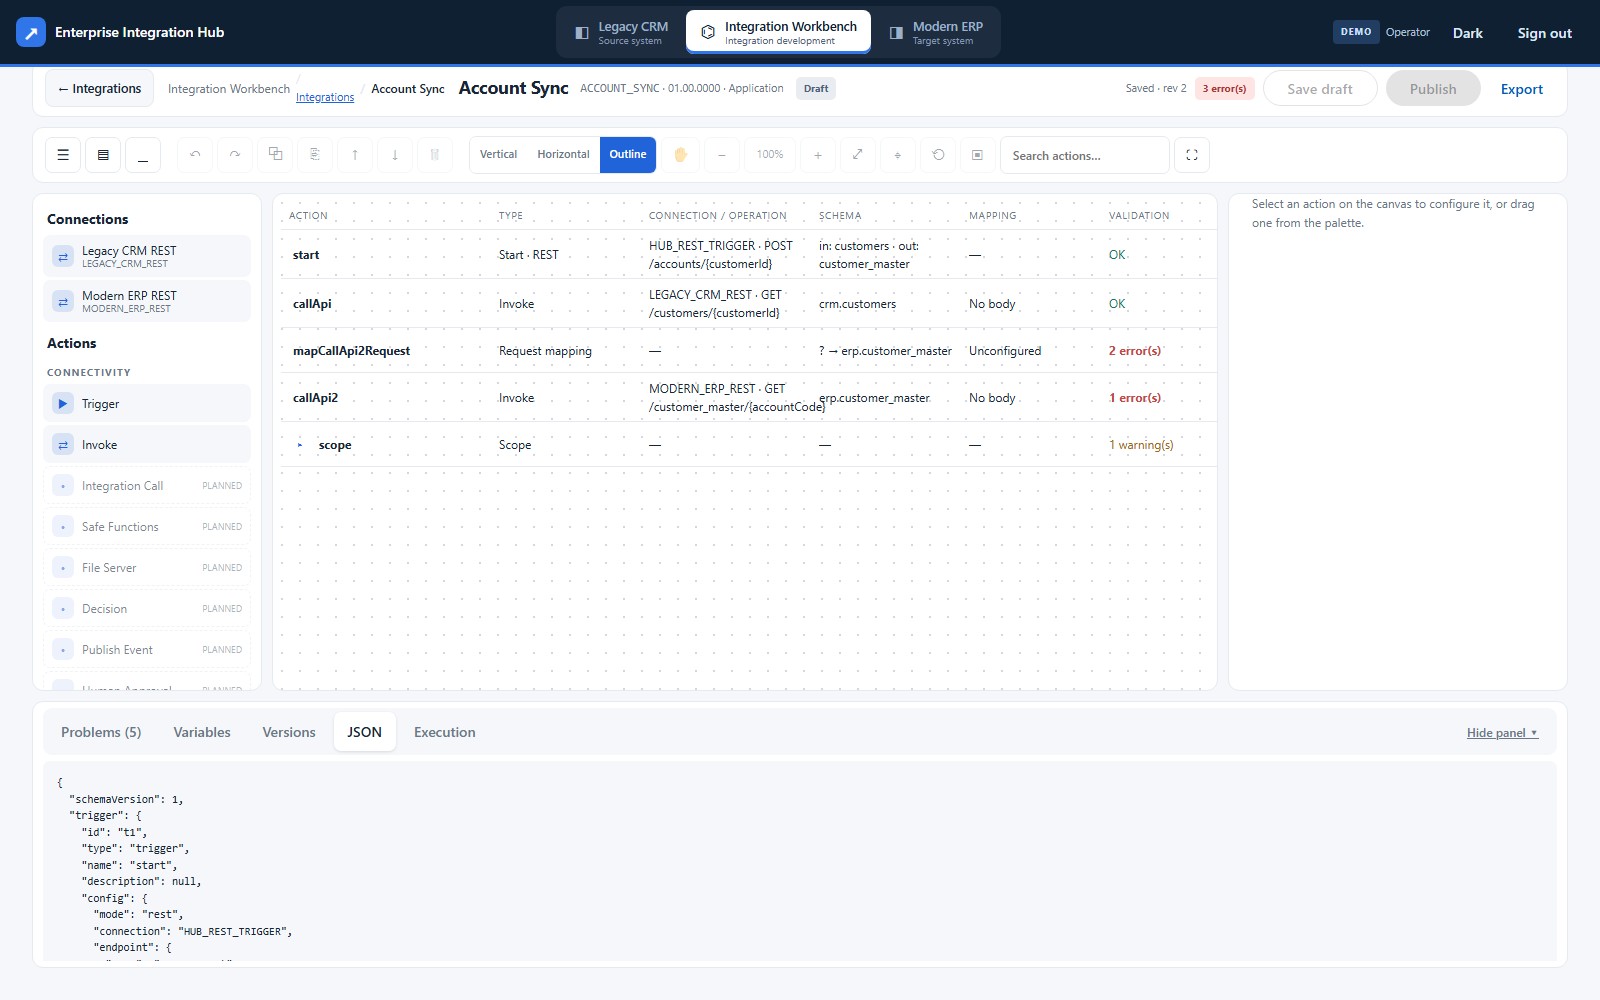 Enterprise Integration Hub
Legacy CRM
Source system
Integration Workbench
Integration development
Modern ERP
Target system
DEMO
Operator
Dark
Sign out
← Integrations
Integration Workbench
/
Integrations
/
Account Sync
Account Sync
ACCOUNT_SYNC · 01.00.0000 · Application
Draft
Saved · rev 2
3 error(s)
Save draft
Publish
Export
Vertical
Horizontal
Outline
100%
Search actions...
Connections
Legacy CRM REST
LEGACY_CRM_REST
Modern ERP REST
MODERN_ERP_REST
Actions
CONNECTIVITY
Trigger
Invoke
Integration Call PLANNED
Safe Functions PLANNED
File Server PLANNED
Decision PLANNED
Publish Event PLANNED
Human Approval PLANNED
ACTION TYPE CONNECTION / OPERATION SCHEMA MAPPING VALIDATION
start Start · REST HUB_REST_TRIGGER · POST /accounts/{customerId} in: customers · out: customer_master — OK
callApi Invoke LEGACY_CRM_REST · GET /customers/{customerId} crm.customers No body OK
mapCallApi2Request Request mapping — ? → erp.customer_master Unconfigured 2 error(s)
callApi2 Invoke MODERN_ERP_REST · GET /customer_master/{accountCode} erp.customer_master No body 1 error(s)
scope Scope — — — 1 warning(s)
Select an action on the canvas to configure it, or drag
one from the palette.
Problems (5)
Variables
Versions
JSON
Execution
Hide panel ▾
{
"schemaVersion": 1,
"trigger": {
"id": "t1",
"type": "trigger",
"name": "start",
"description": null,
"config": {
"mode": "rest",
"connection": "HUB_REST_TRIGGER",
"endpoint": {